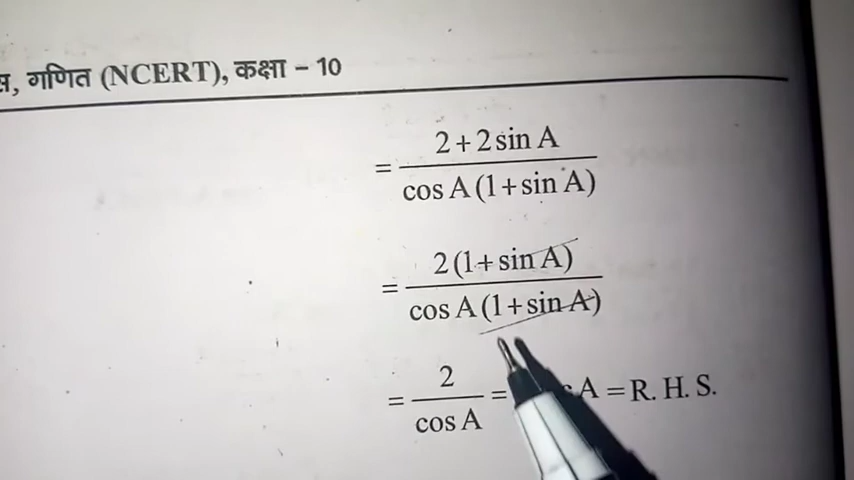 गणित (NCERT), कक्षा – 10
= 2 + 2 sin A / cos A (1 + sin A)
= 2 (1 + sin A) / cos A (1 + sin A)
= 2 / cos A = A = R. H. S.